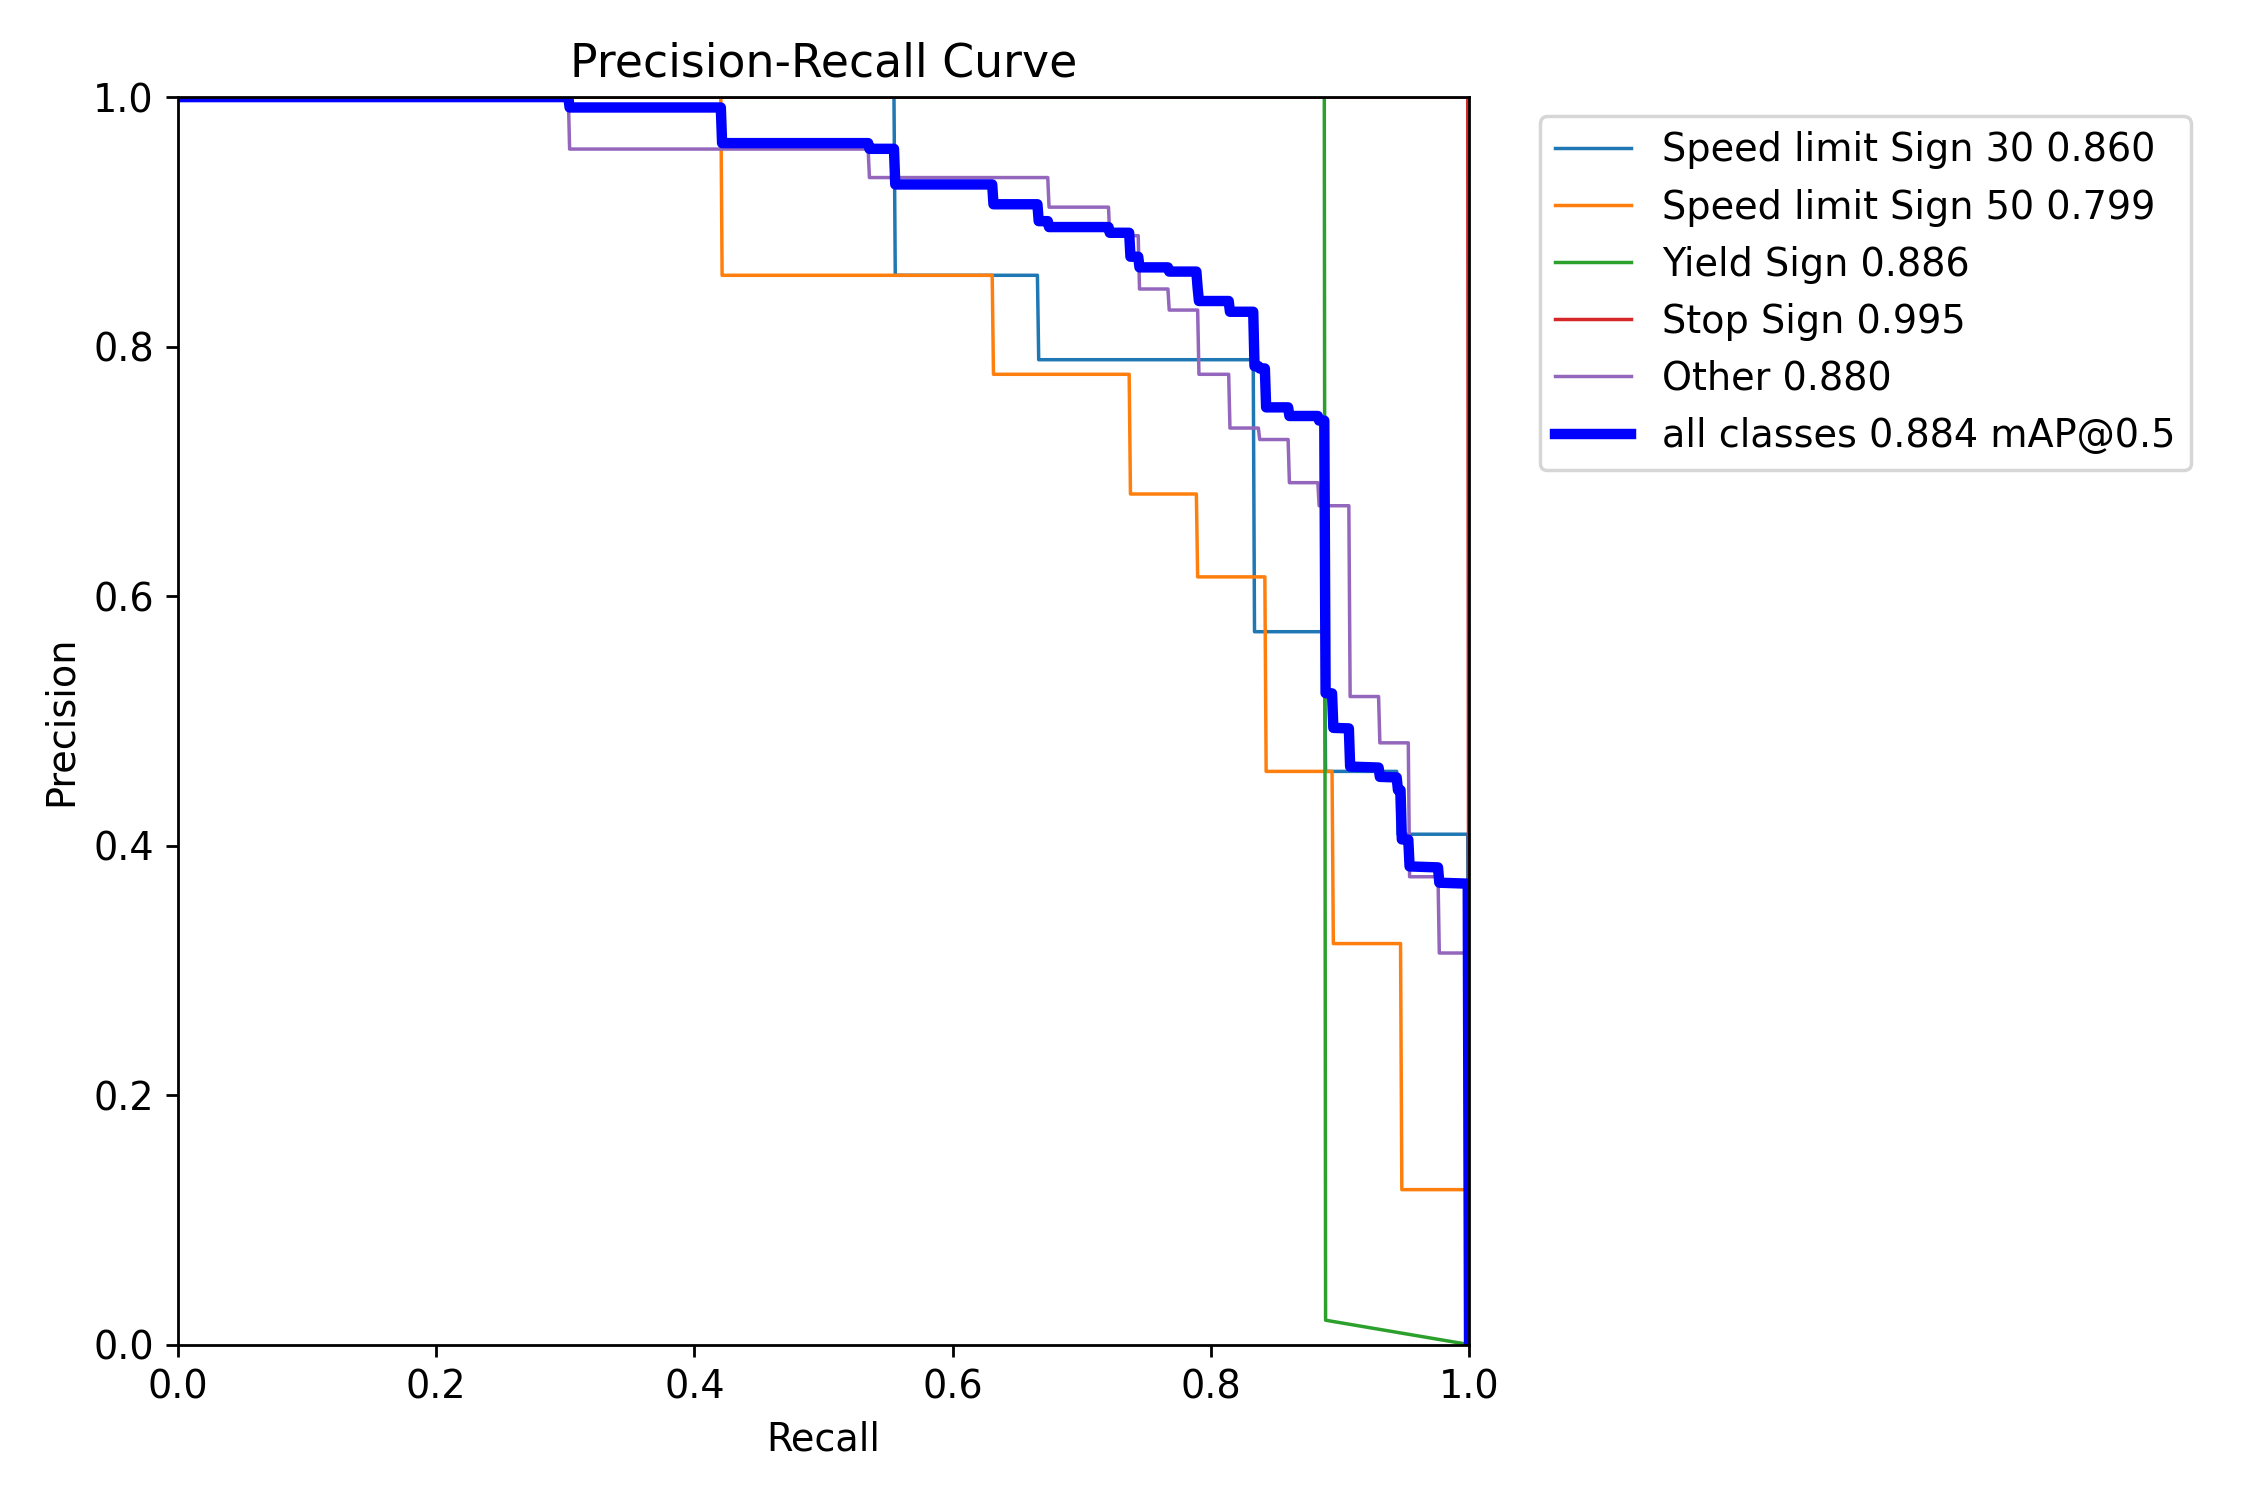 Precision-Recall Curve
1.0
0.8
0.6
0.4
0.2
0.0
Precision
0.0 0.2 0.4 0.6 0.8 1.0
Recall
Speed limit Sign 30 0.860
Speed limit Sign 50 0.799
Yield Sign 0.886
Stop Sign 0.995
Other 0.880
all classes 0.884 mAP@0.5